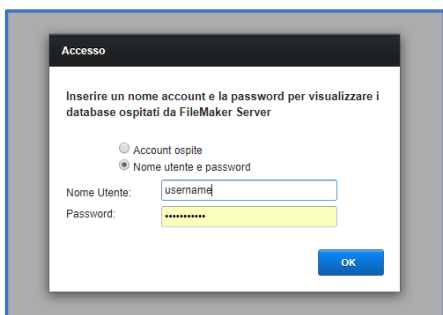 Accesso
Inserire un nome account e la password per visualizzare i
database ospitati da FileMaker Server
Account ospite
Nome utente e password
Nome Utente: username
Password: •••••••••••
OK